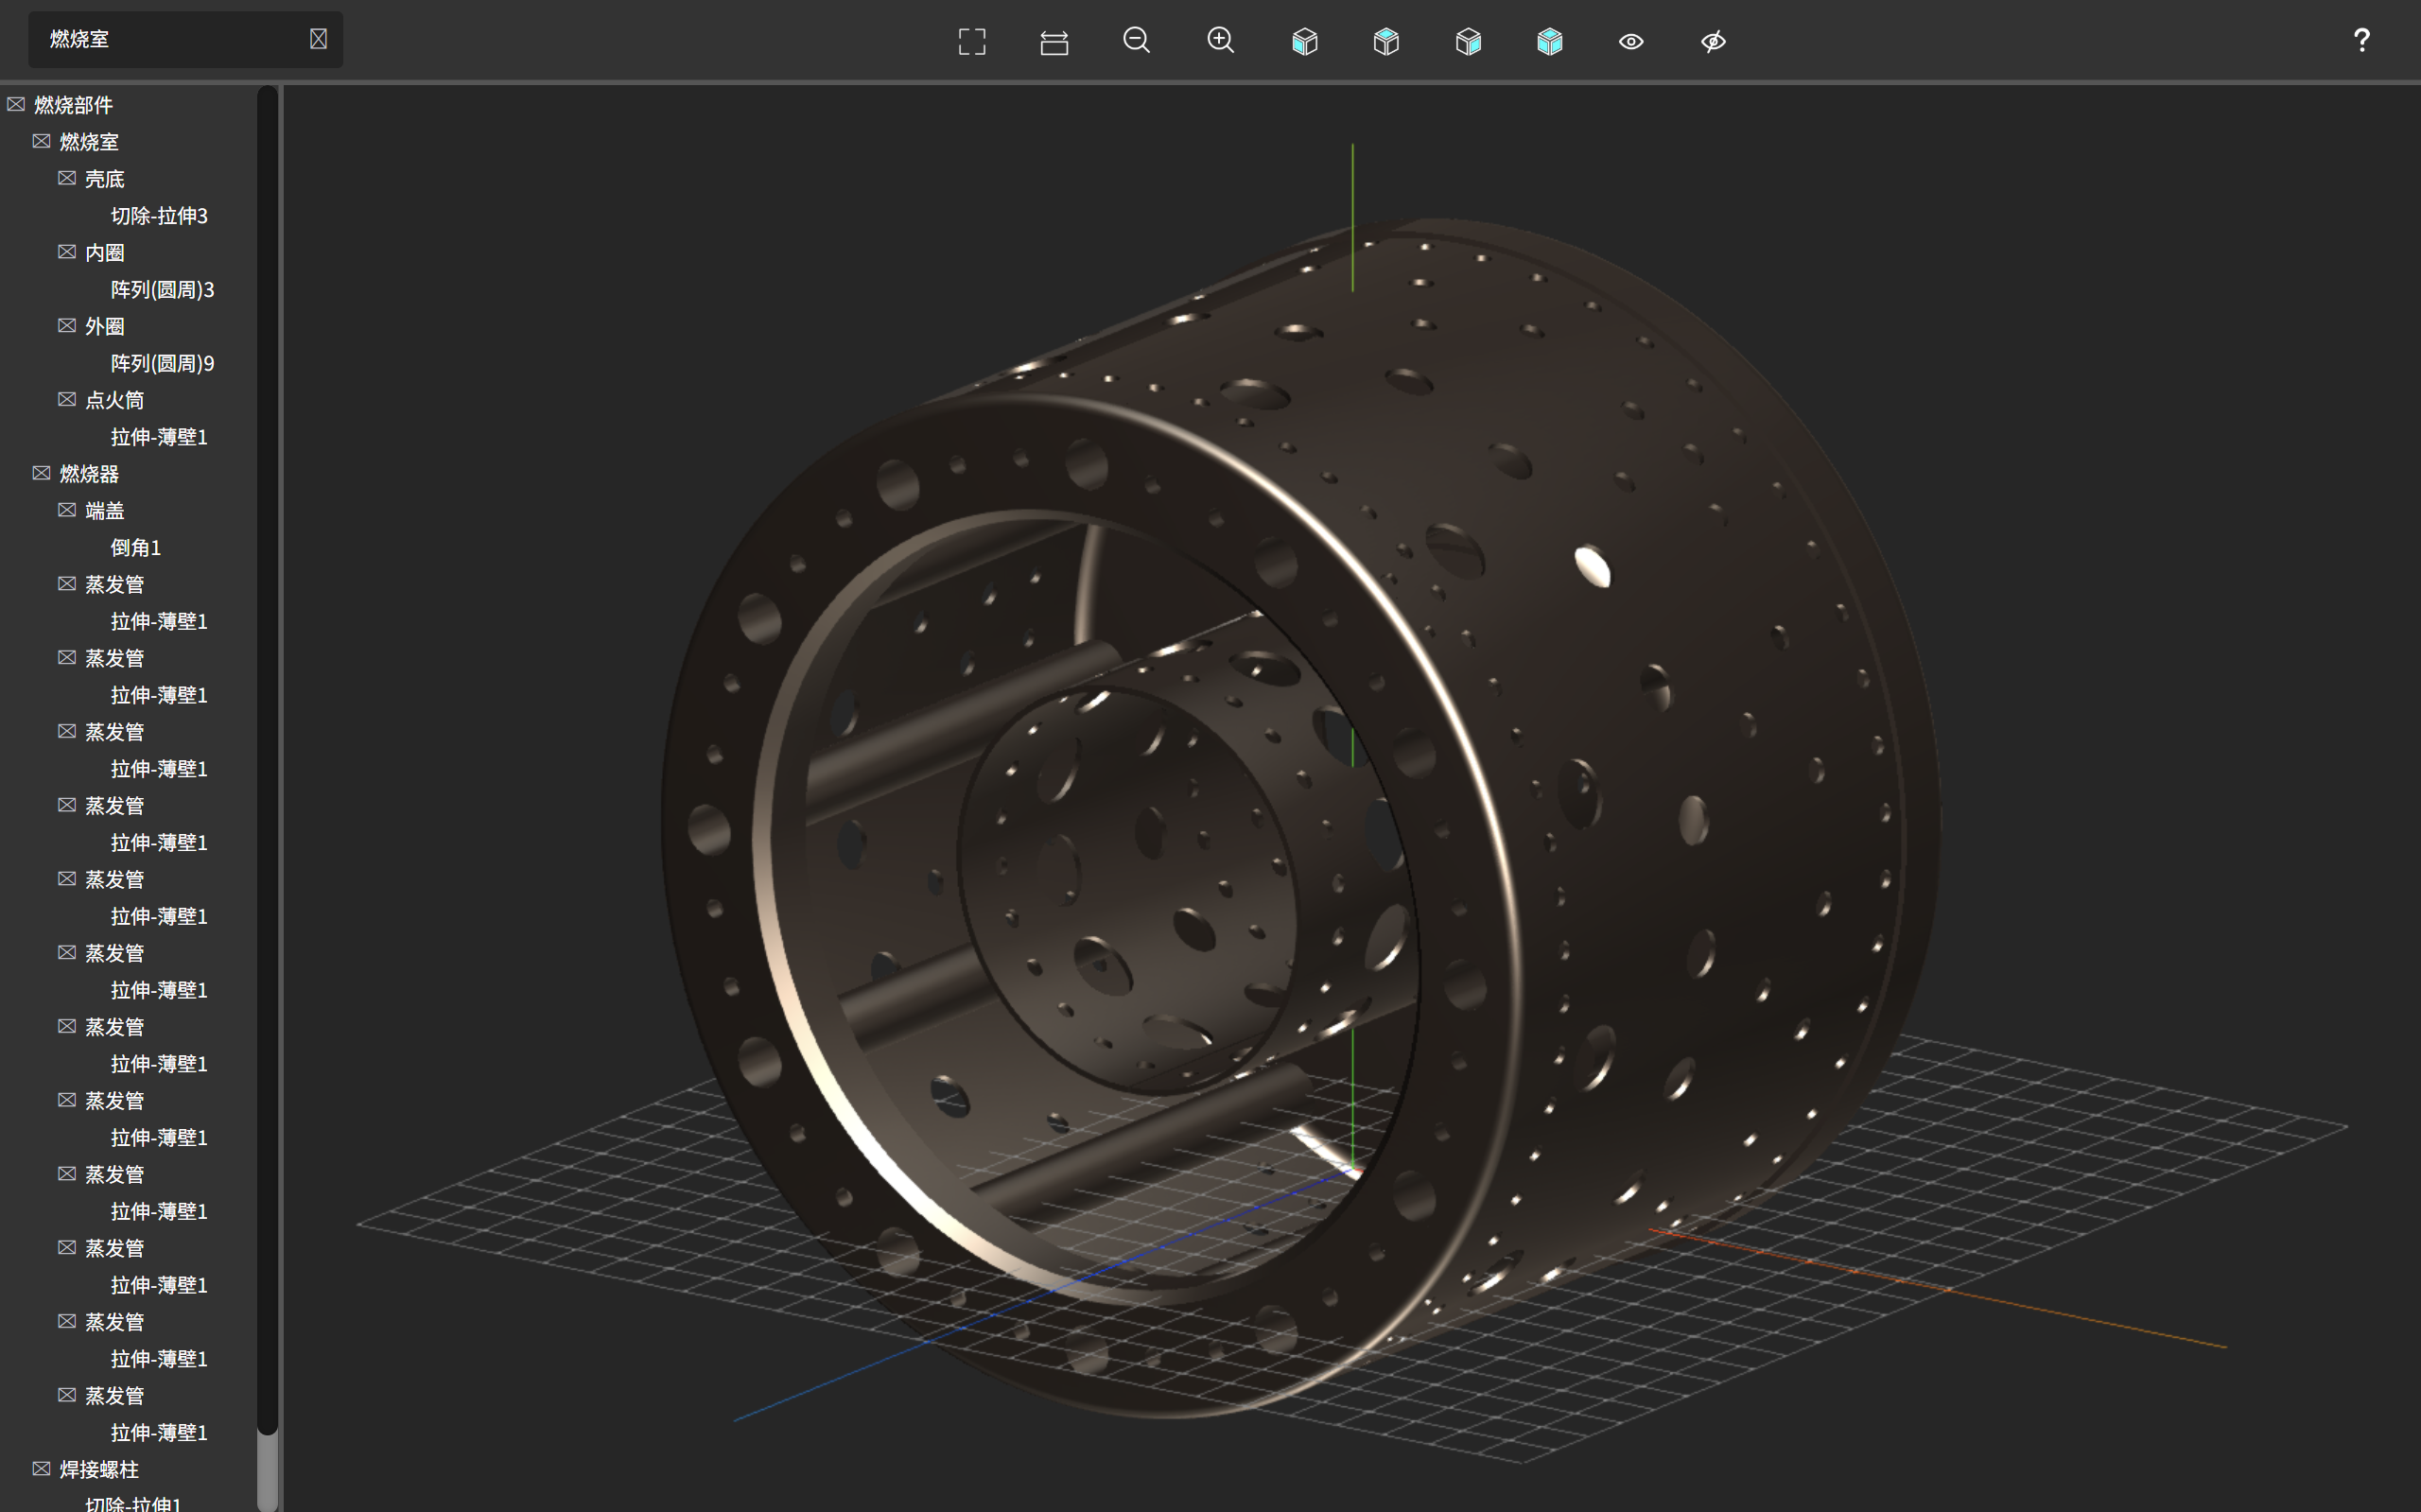 燃烧室
?
燃烧部件
燃烧室
壳底
切除-拉伸3
内圈
阵列(圆周)3
外圈
阵列(圆周)9
点火筒
拉伸-薄壁1
燃烧器
端盖
倒角1
蒸发管
拉伸-薄壁1
蒸发管
拉伸-薄壁1
蒸发管
拉伸-薄壁1
蒸发管
拉伸-薄壁1
蒸发管
拉伸-薄壁1
蒸发管
拉伸-薄壁1
蒸发管
拉伸-薄壁1
蒸发管
拉伸-薄壁1
蒸发管
拉伸-薄壁1
蒸发管
拉伸-薄壁1
蒸发管
拉伸-薄壁1
蒸发管
拉伸-薄壁1
焊接螺柱
切除-拉伸1